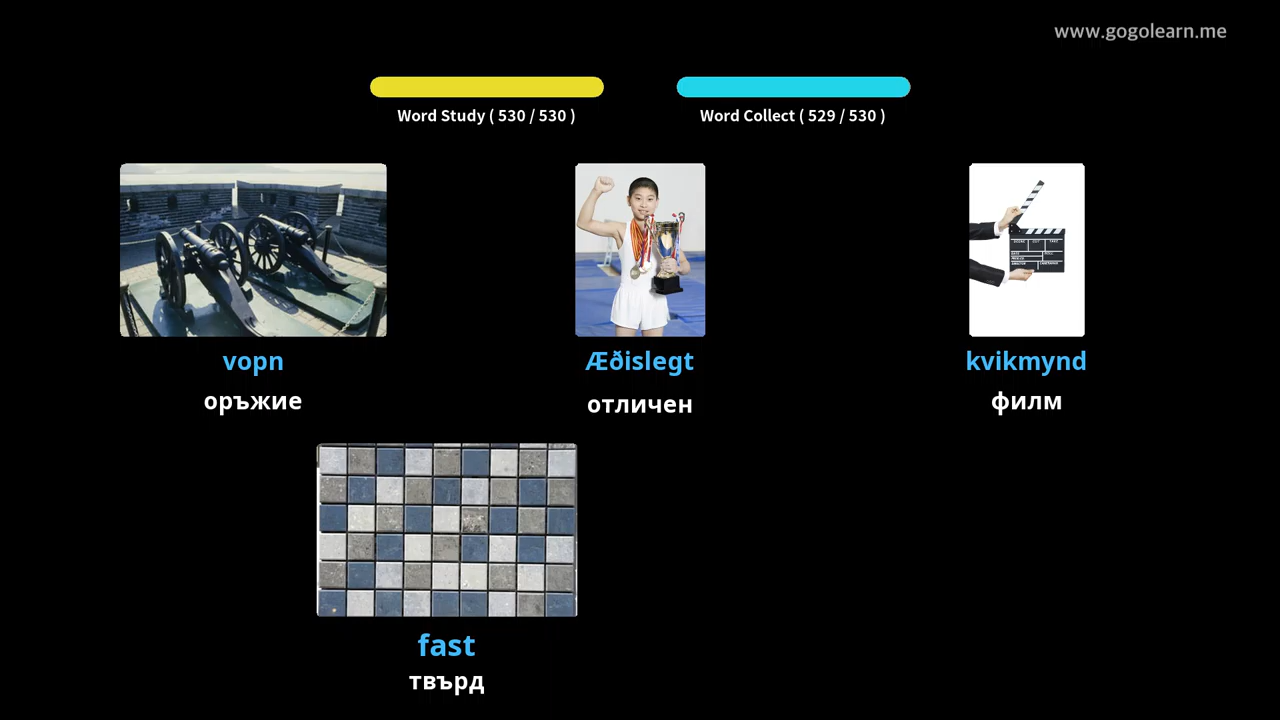 www.gogolearn.me
Word Study ( 530 / 530 )
Word Collect ( 529 / 530 )
vopn
Æðislegt
kvikmynd
оръжие
отличен
филм
fast
твърд